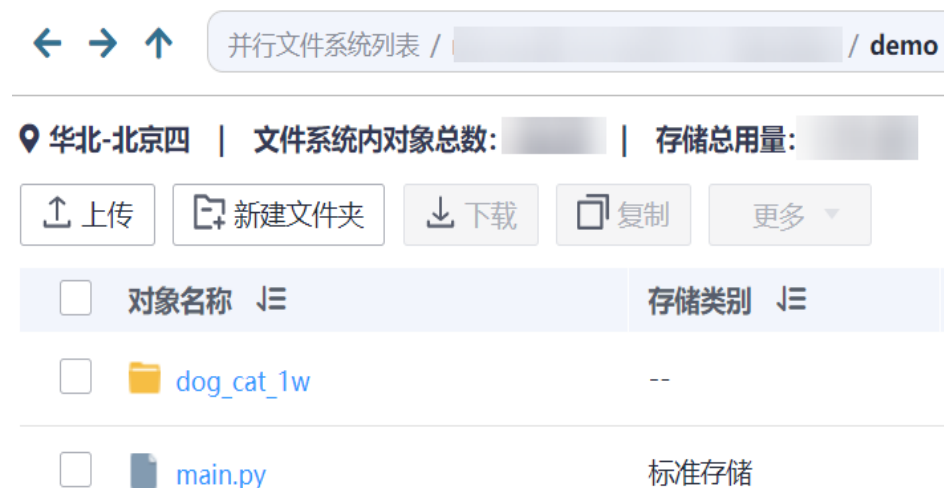 并行文件系统列表 / / demo
华北-北京四 | 文件系统内对象总数: | 存储总用量:
上传 新建文件夹 下载 复制 更多
对象名称 存储类别
dog_cat_1w --
main.py 标准存储